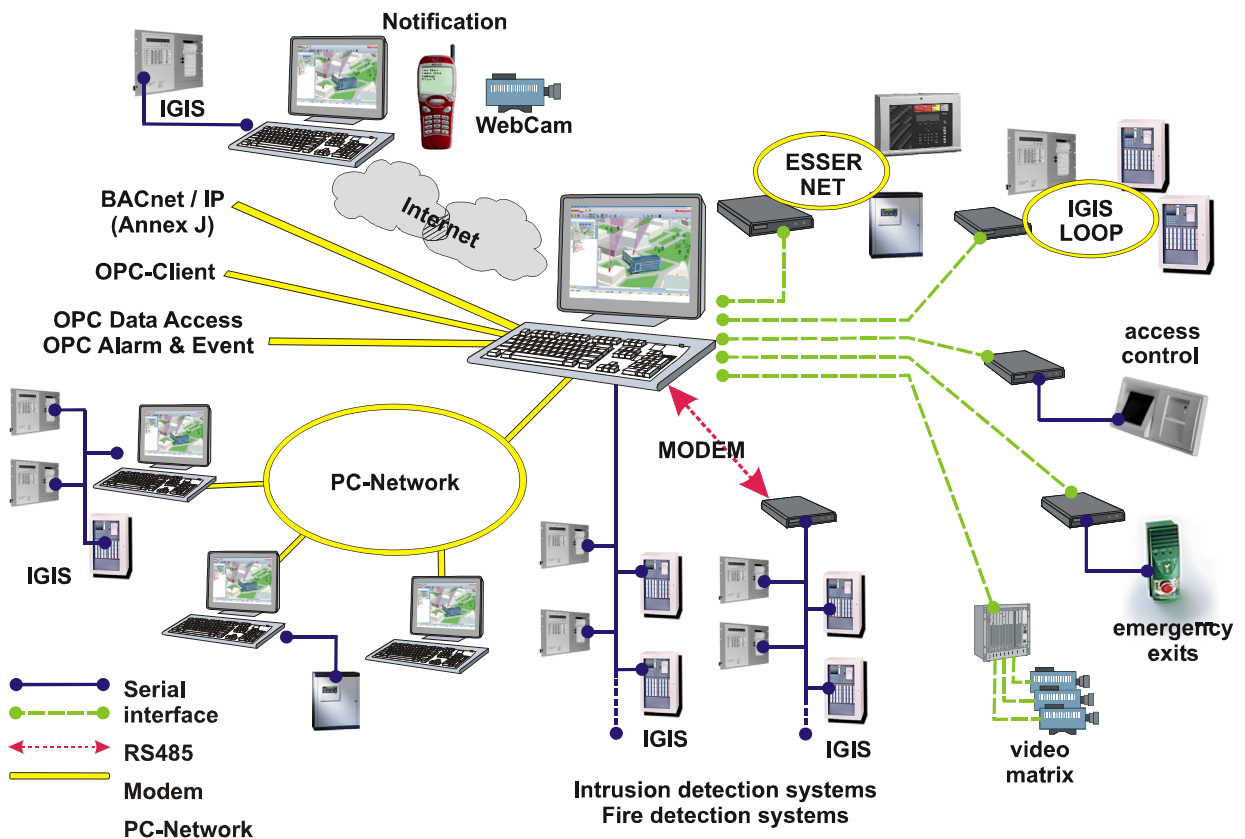 Notification
IGIS
WebCam
ESSER
NET
IGIS
LOOP
BACnet / IP
(Annex J)
Internet
OPC-Client
OPC Data Access
OPC Alarm & Event
access
control
MODEM
PC-Network
IGIS
emergency
exits
Serial
interface
RS485
Modem
PC-Network
IGIS
IGIS
video
matrix
Intrusion detection systems
Fire detection systems